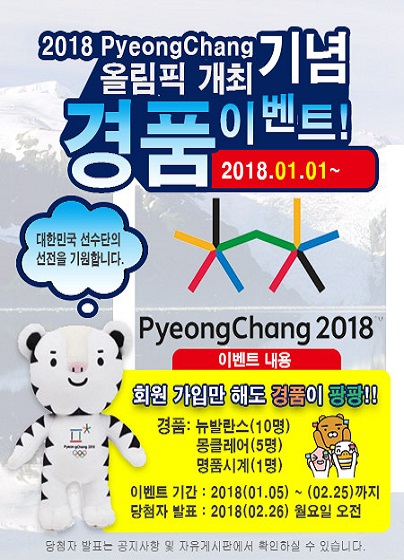 2018 PyeongChang
올림픽 개최 기념
경품이벤트!
2018.01.01~
대한민국 선수단의
선전을 기원합니다.
PyeongChang 2018
이벤트 내용
회원 가입만 해도 경품이 팡팡!!
경품: 뉴발란스(10명)
몽클레어(5명)
명품시계(1명)
PyeongChang 2018
이벤트 기간 : 2018(01.05) ~ (02.25)까지
당첨자 발표 : 2018(02.26) 월요일 오전
당첨자 발표는 공지사항 및 자유게시판에서 확인하실 수 있습니다.